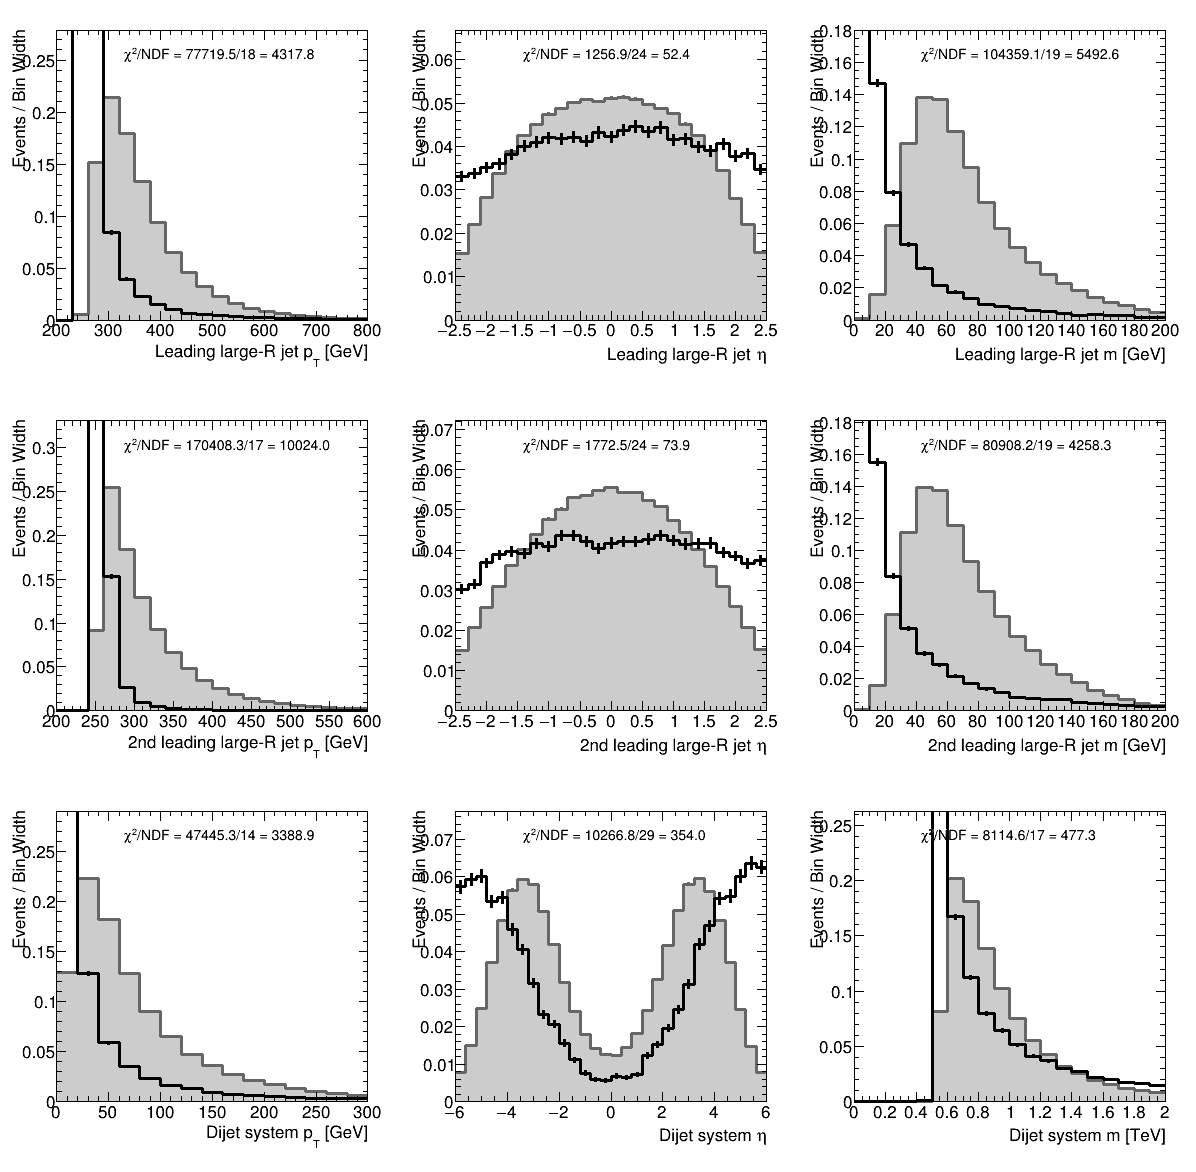 Events / Bin Width
χ²/NDF = 77719.5/18 = 4317.8
0.25
0.2
0.15
0.1
0.05
0
200 300 400 500 600 700 800
Leading large-R jet p_T [GeV]
Events / Bin Width
χ²/NDF = 1256.9/24 = 52.4
0.06
0.05
0.04
0.03
0.02
0.01
0
−2.5 −2 −1.5 −1 −0.5 0 0.5 1 1.5 2 2.5
Leading large-R jet η
Events / Bin Width
χ²/NDF = 104359.1/19 = 5492.6
0.18
0.16
0.14
0.12
0.1
0.08
0.06
0.04
0.02
0
0 20 40 60 80 100 120 140 160 180 200
Leading large-R jet m [GeV]
Events / Bin Width
χ²/NDF = 170408.3/17 = 10024.0
0.3
0.25
0.2
0.15
0.1
0.05
0
200 250 300 350 400 450 500 550 600
2nd leading large-R jet p_T [GeV]
Events / Bin Width
χ²/NDF = 1772.5/24 = 73.9
0.07
0.06
0.05
0.04
0.03
0.02
0.01
0
−2.5 −2 −1.5 −1 −0.5 0 0.5 1 1.5 2 2.5
2nd leading large-R jet η
Events / Bin Width
χ²/NDF = 80908.2/19 = 4258.3
0.18
0.16
0.14
0.12
0.1
0.08
0.06
0.04
0.02
0
0 20 40 60 80 100 120 140 160 180 200
2nd leading large-R jet m [GeV]
Events / Bin Width
χ²/NDF = 47445.3/14 = 3388.9
0.25
0.2
0.15
0.1
0.05
0
0 50 100 150 200 250 300
Dijet system p_T [GeV]
Events / Bin Width
χ²/NDF = 10266.8/29 = 354.0
0.07
0.06
0.05
0.04
0.03
0.02
0.01
0
−6 −4 −2 0 2 4 6
Dijet system η
Events / Bin Width
χ²/NDF = 8114.6/17 = 477.3
0.25
0.2
0.15
0.1
0.05
0
0 0.2 0.4 0.6 0.8 1 1.2 1.4 1.6 1.8 2
Dijet system m [TeV]